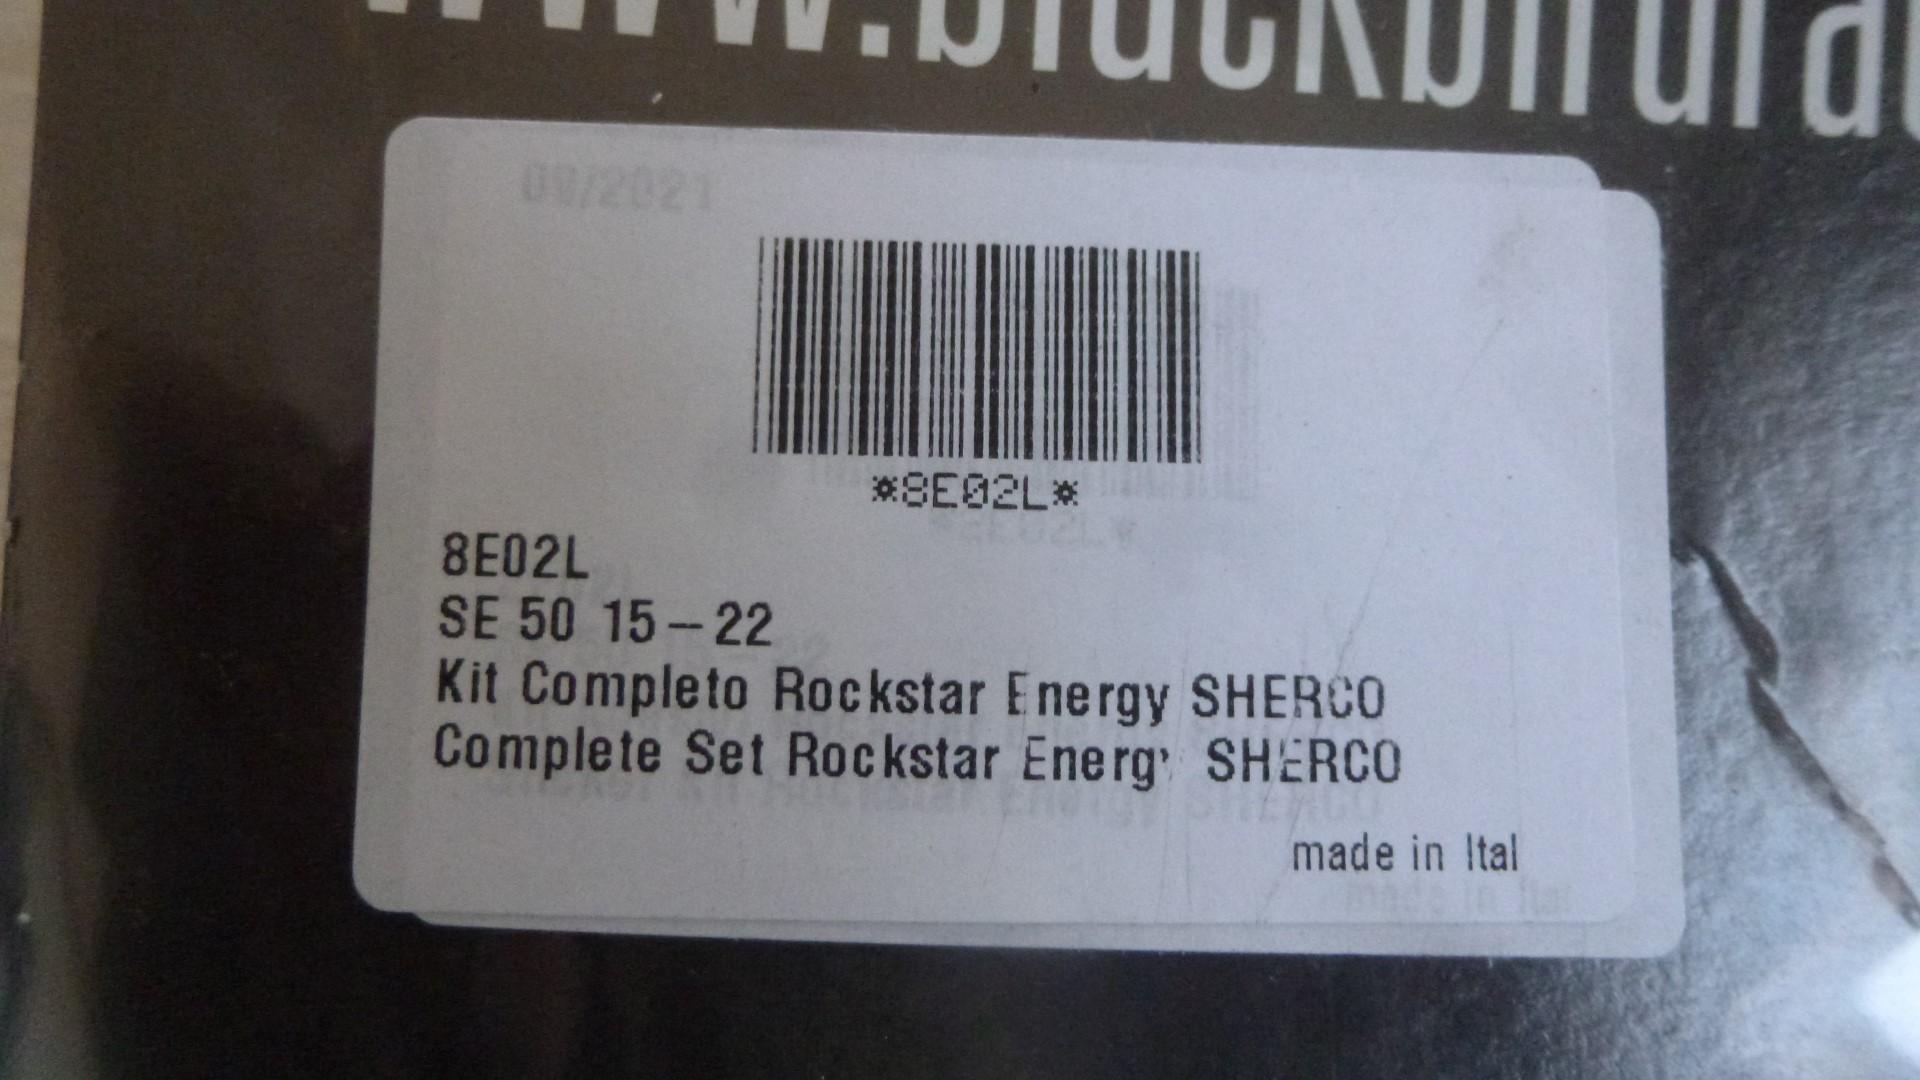 www.blackbirdra
09/2021
*8E02L*
8E02L
SE 50 15-22
Kit Completo Rockstar Energy SHERCO
Complete Set Rockstar Energy SHERCO
made in Ital